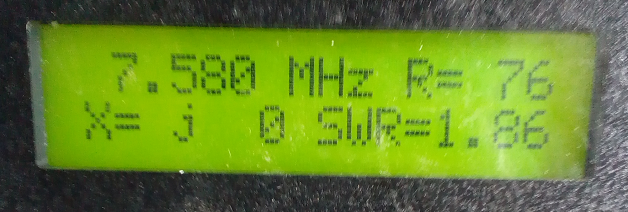 7.580 MHz R= 76
X= j 0 SWR=1.86